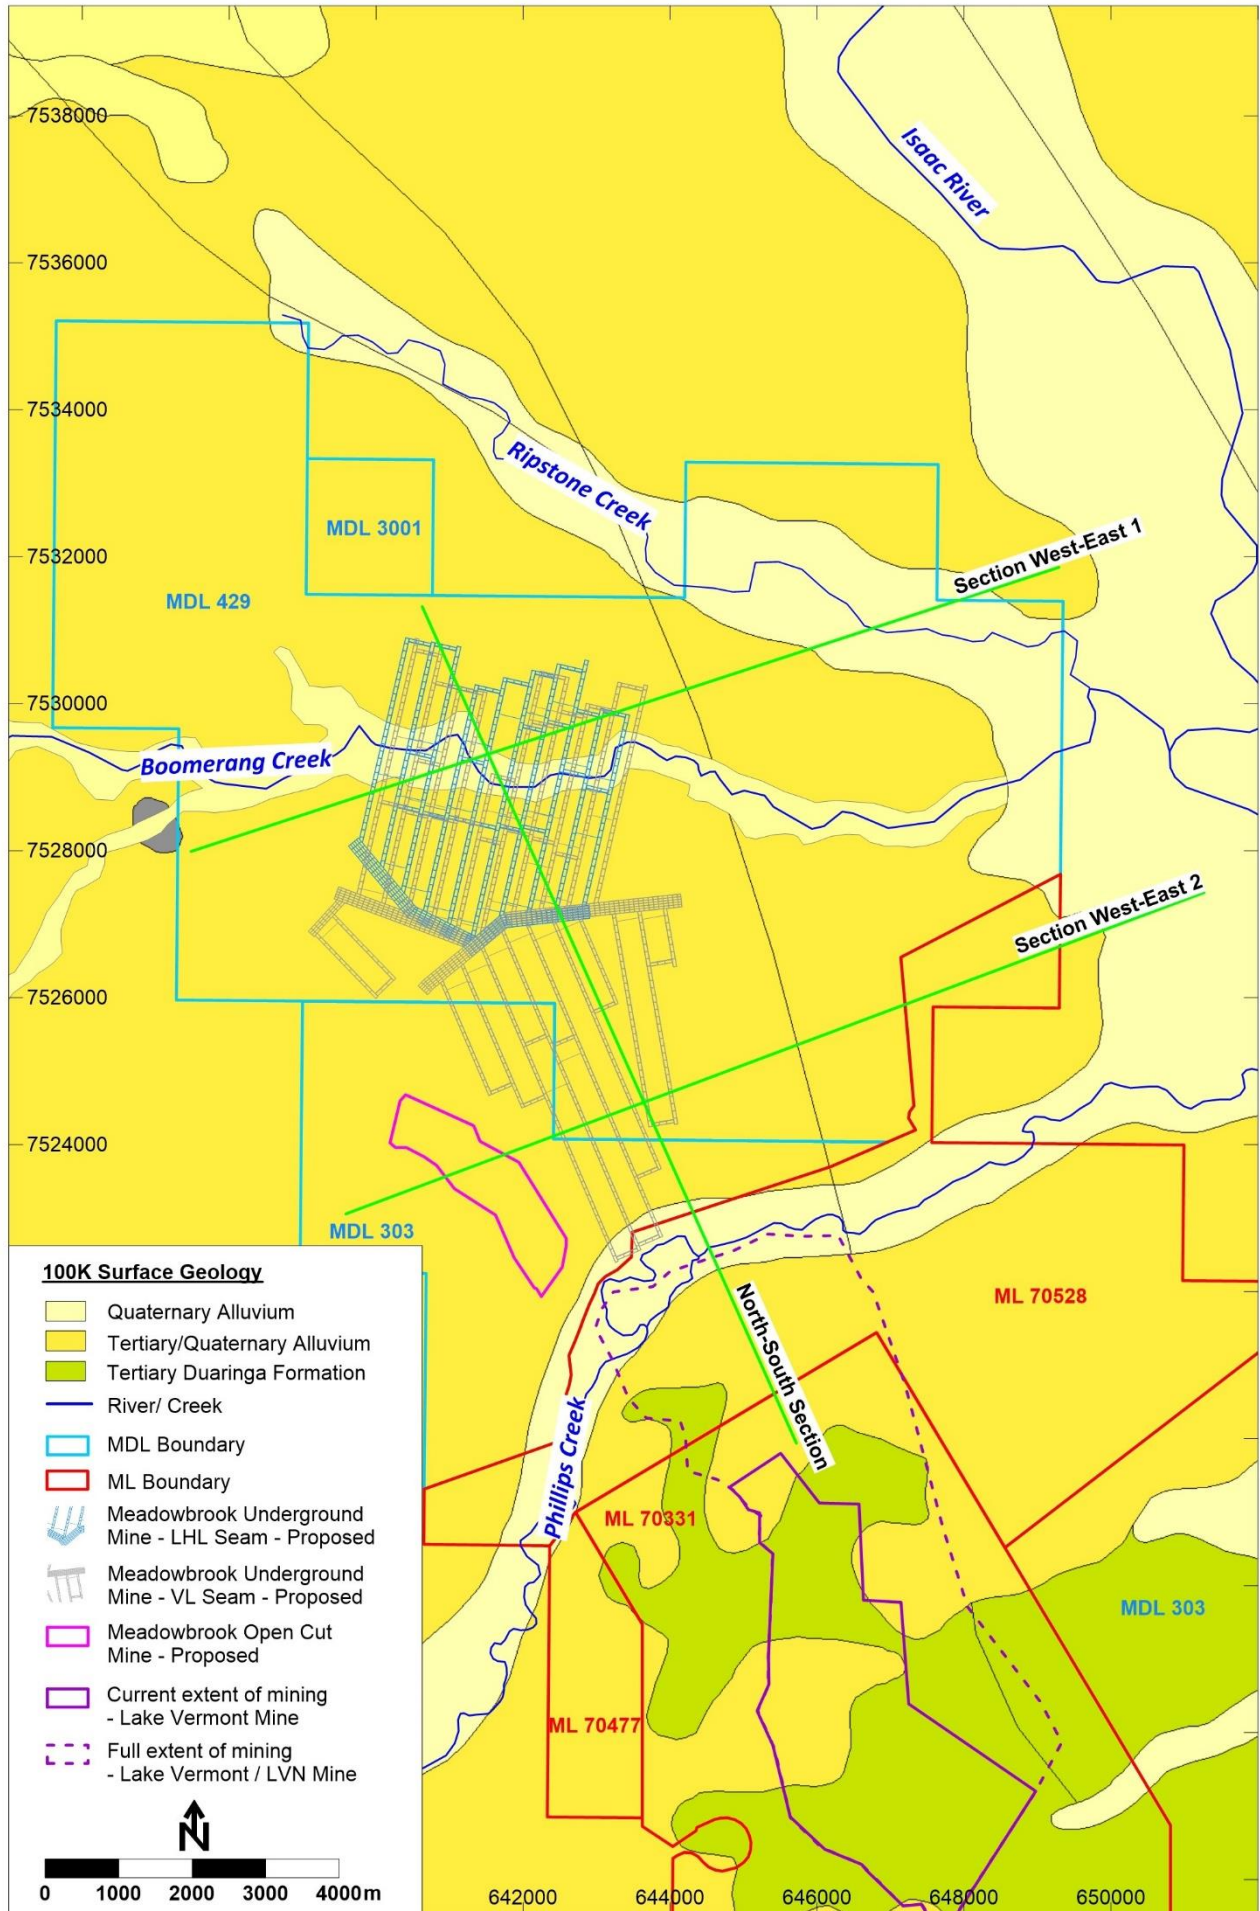 7538000
Isaac River
7536000
7534000
Ripstone Creek
MDL 3001
7532000
Section West-East 1
MDL 429
7530000
Boomerang Creek
7528000
Section West-East 2
7526000
7524000
MDL 303
North-South Section
ML 70528
Phillips Creek
ML 70331
MDL 303
ML 70477
100K Surface Geology
Quaternary Alluvium
Tertiary/Quaternary Alluvium
Tertiary Duaringa Formation
River/ Creek
MDL Boundary
ML Boundary
Meadowbrook Underground
Mine - LHL Seam - Proposed
Meadowbrook Underground
Mine - VL Seam - Proposed
Meadowbrook Open Cut
Mine - Proposed
Current extent of mining
- Lake Vermont Mine
Full extent of mining
- Lake Vermont / LVN Mine
N
0 1000 2000 3000 4000m
642000 644000 646000 648000 650000